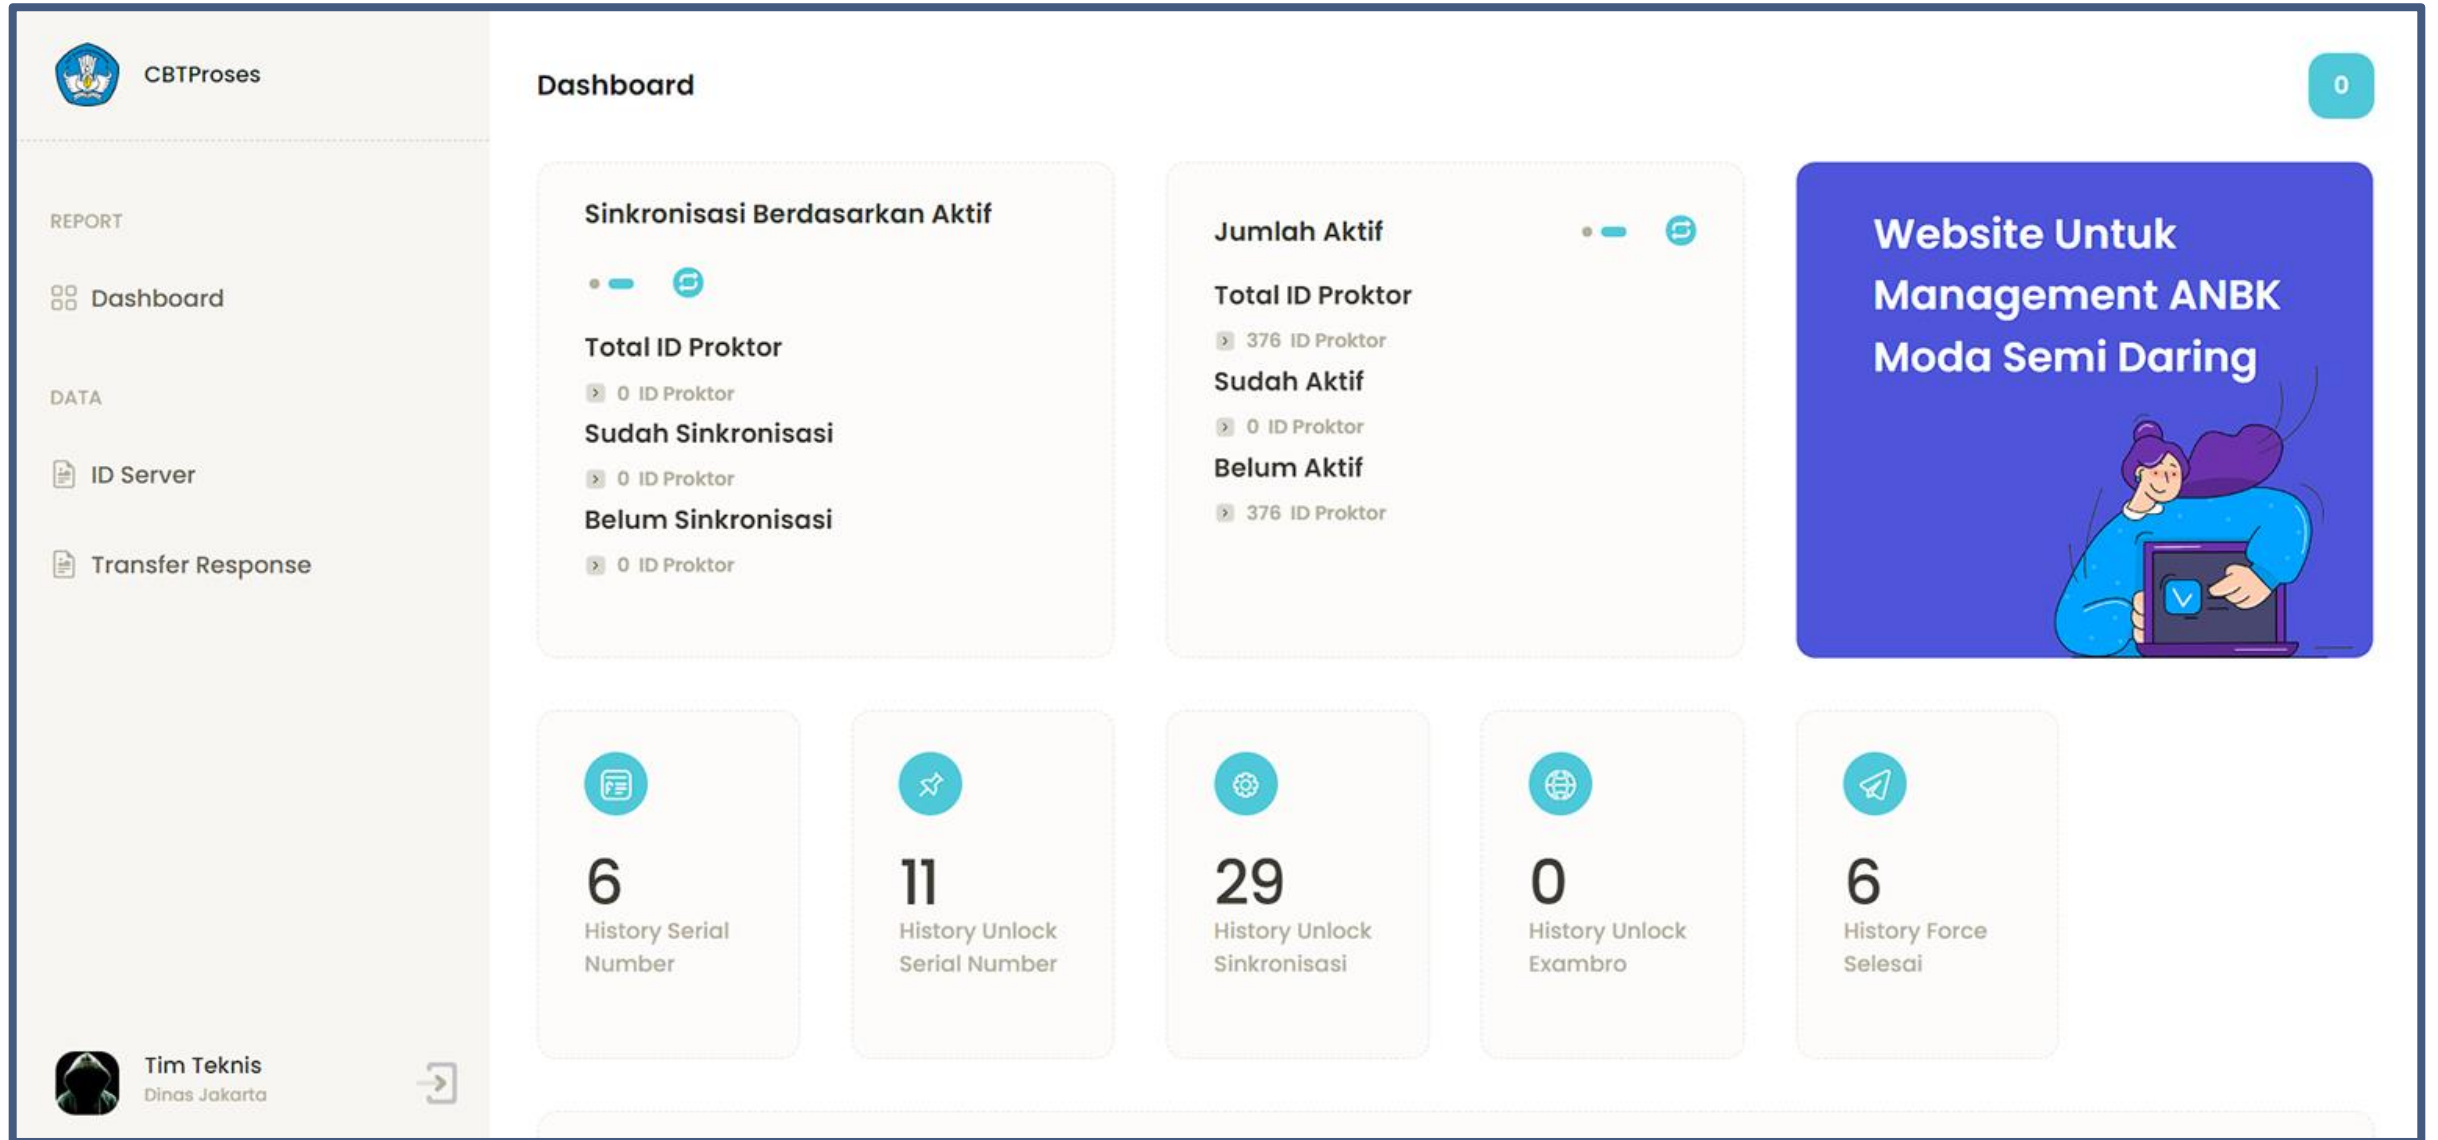 CBTProses
REPORT
Dashboard
DATA
ID Server
Transfer Response
Tim Teknis
Dinas Jakarta
Dashboard
0
Sinkronisasi Berdasarkan Aktif
Total ID Proktor
0 ID Proktor
Sudah Sinkronisasi
0 ID Proktor
Belum Sinkronisasi
0 ID Proktor
Jumlah Aktif
Total ID Proktor
376 ID Proktor
Sudah Aktif
0 ID Proktor
Belum Aktif
376 ID Proktor
Website Untuk
Management ANBK
Moda Semi Daring
6
History Serial
Number
11
History Unlock
Serial Number
29
History Unlock
Sinkronisasi
0
History Unlock
Exambro
6
History Force
Selesai